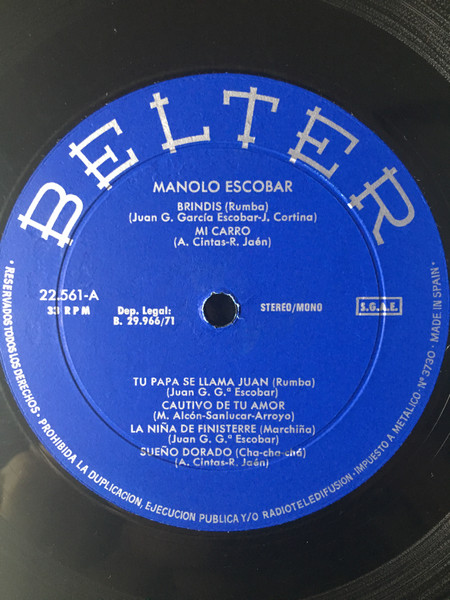 BELTER
MANOLO ESCOBAR
BRINDIS (Rumba)
(Juan G. García Escobar-J. Cortina)
MI CARRO
(A. Cintas-R. Jaén)
22.561-A
33 R P M
Dep. Legal:
B. 29.966/71
STEREO/MONO
S.G.A.E.
TU PAPA SE LLAMA JUAN (Rumba)
(Juan G. G.ª Escobar)
CAUTIVO DE TU AMOR
(M. Alcón-Sanlucar-Arroyo)
LA NIÑA DE FINISTERRE (Marchiña)
(Juan G. G.ª Escobar)
SUEÑO DORADO (Cha-cha-chá)
(A. Cintas-R. Jaén)
• RESERVADOS TODOS LOS DERECHOS • PROHIBIDA LA DUPLICACION, EJECUCION PUBLICA Y/O RADIOTELEDIFUSION • IMPUESTO A METALICO: Nº 3730 • MADE IN SPAIN •